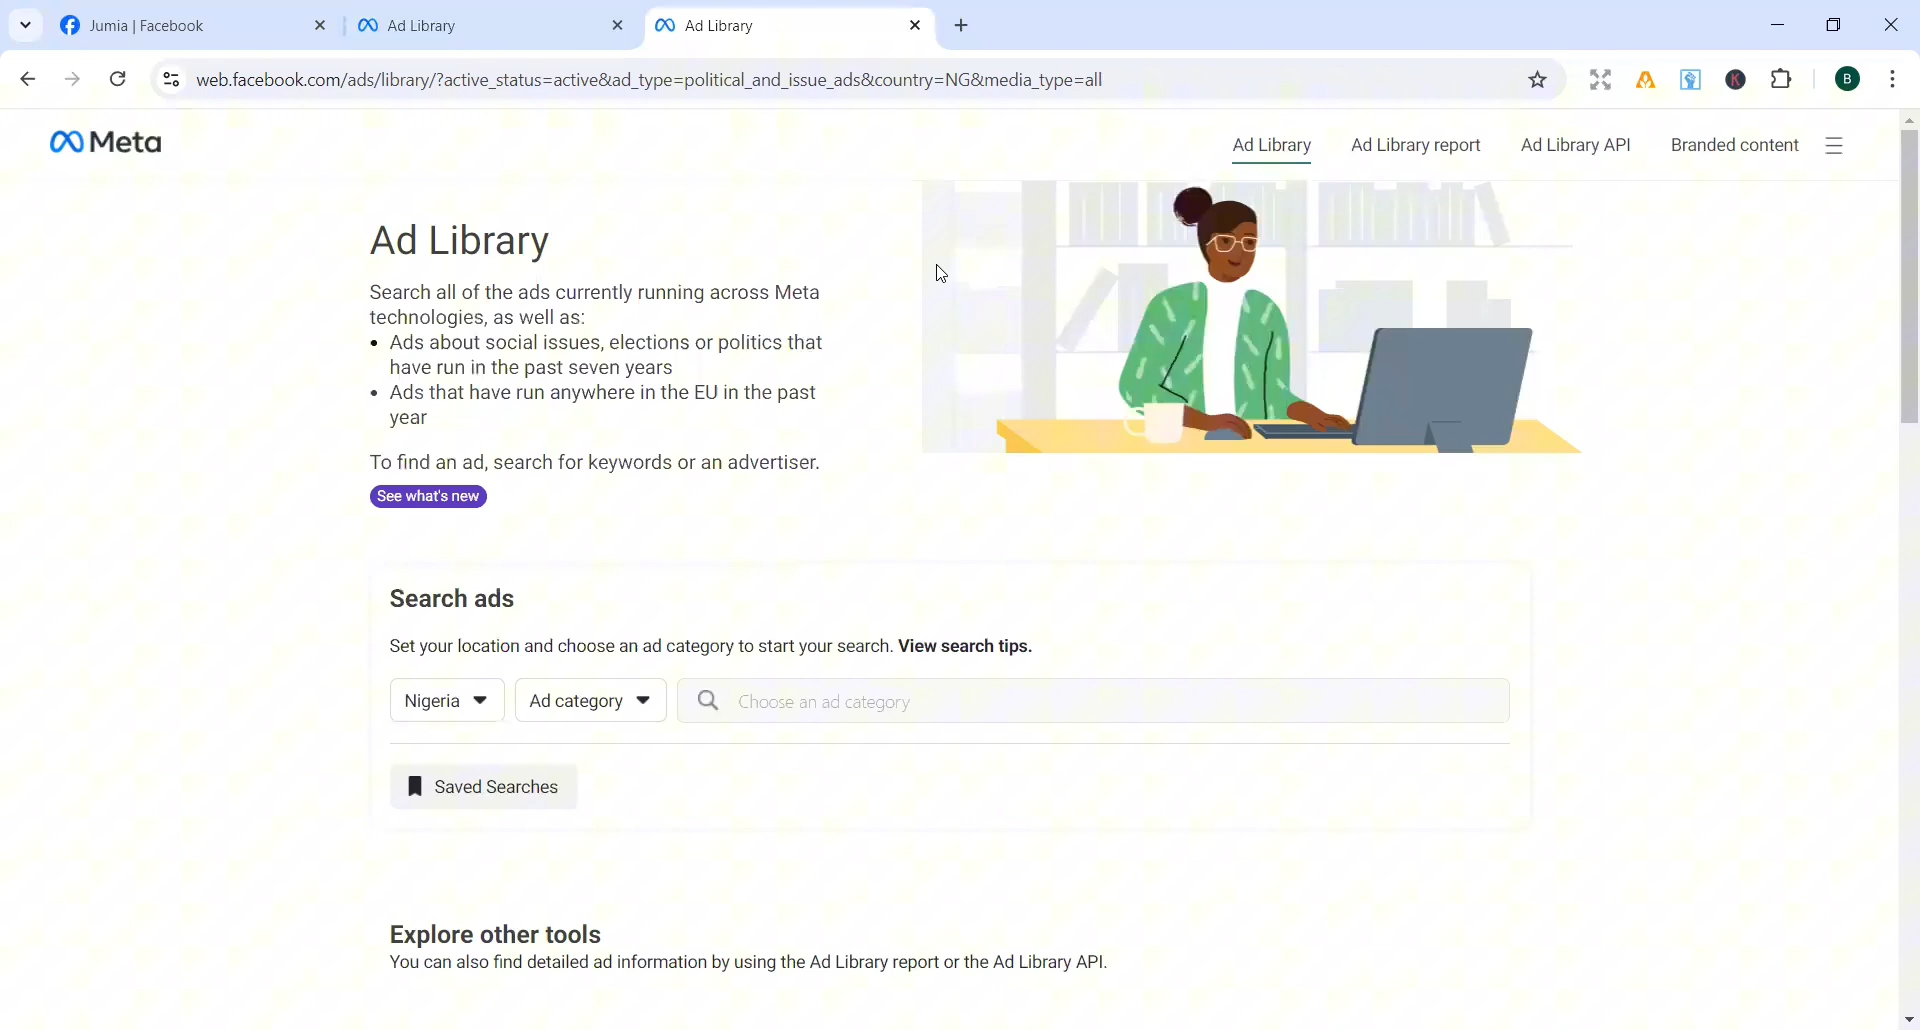 Jumia | Facebook
Ad Library
Ad Library
web.facebook.com/ads/library/?active_status=active&ad_type=political_and_issue_ads&country=NG&media_type=all
K
B
Meta
Ad Library
Ad Library report
Ad Library API
Branded content
Ad Library
Search all of the ads currently running across Meta
technologies, as well as:
• Ads about social issues, elections or politics that
have run in the past seven years
• Ads that have run anywhere in the EU in the past
year
To find an ad, search for keywords or an advertiser.
See what's new
Search ads
Set your location and choose an ad category to start your search. View search tips.
Nigeria
Ad category
Choose an ad category
Saved Searches
Explore other tools
You can also find detailed ad information by using the Ad Library report or the Ad Library API.